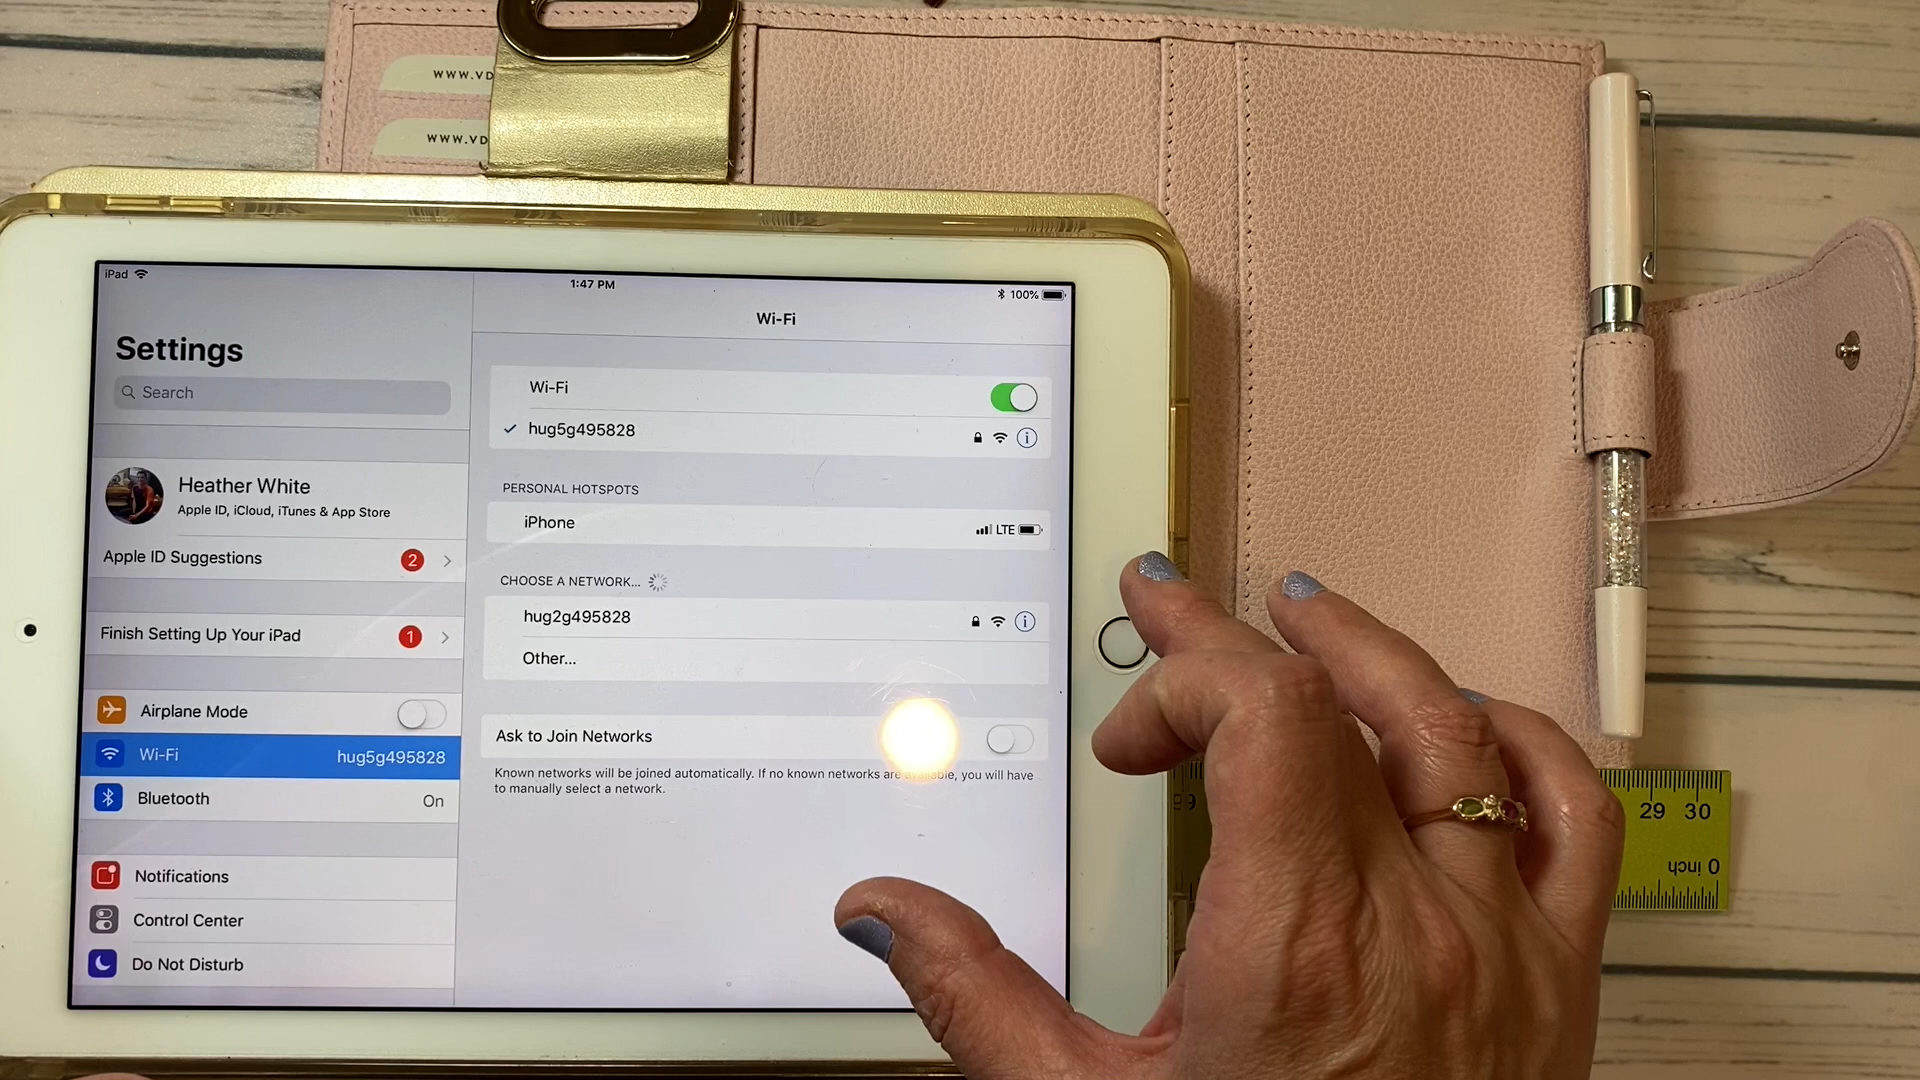 WWW.VD
WWW.VD
iPad
1:47 PM
100%
Settings
Wi-Fi
Search
Wi-Fi
hug5g495828
Heather White
Apple ID, iCloud, iTunes & App Store
PERSONAL HOTSPOTS
iPhone
LTE
Apple ID Suggestions
2
CHOOSE A NETWORK...
hug2g495828
Other...
Finish Setting Up Your iPad
1
Airplane Mode
Ask to Join Networks
Known networks will be joined automatically. If no known networks are available, you will have
to manually select a network.
Wi-Fi
hug5g495828
Bluetooth
On
Notifications
Control Center
Do Not Disturb
29 30
0 inch